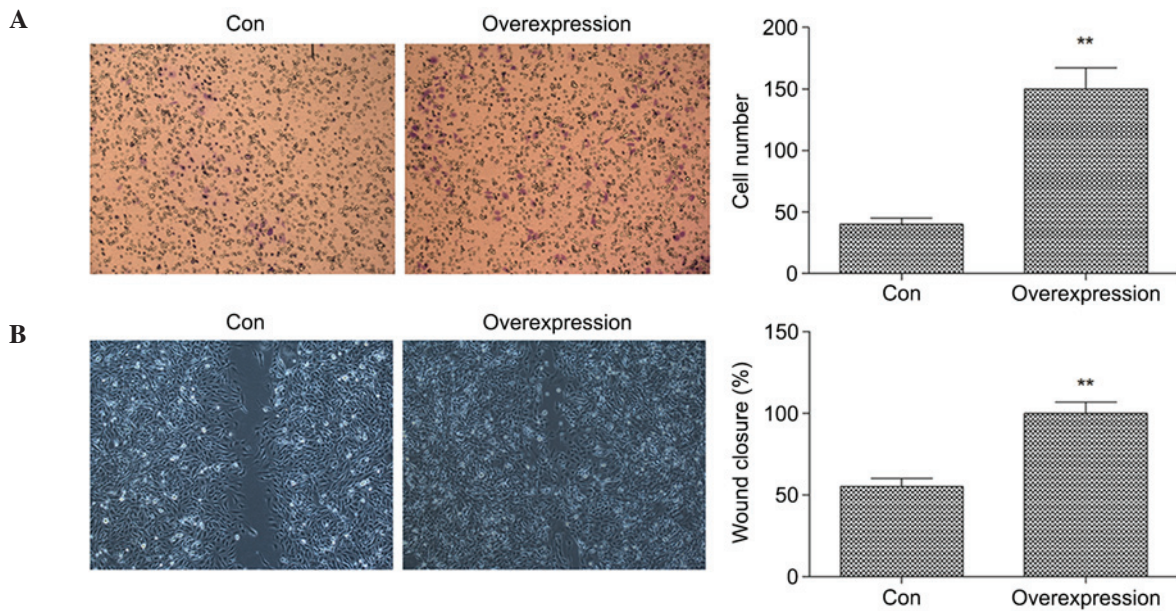 A
Con
Overexpression
Cell number
200
150
100
50
0
**
Con
Overexpression
B
Con
Overexpression
Wound closure (%)
150
100
50
0
**
Con
Overexpression